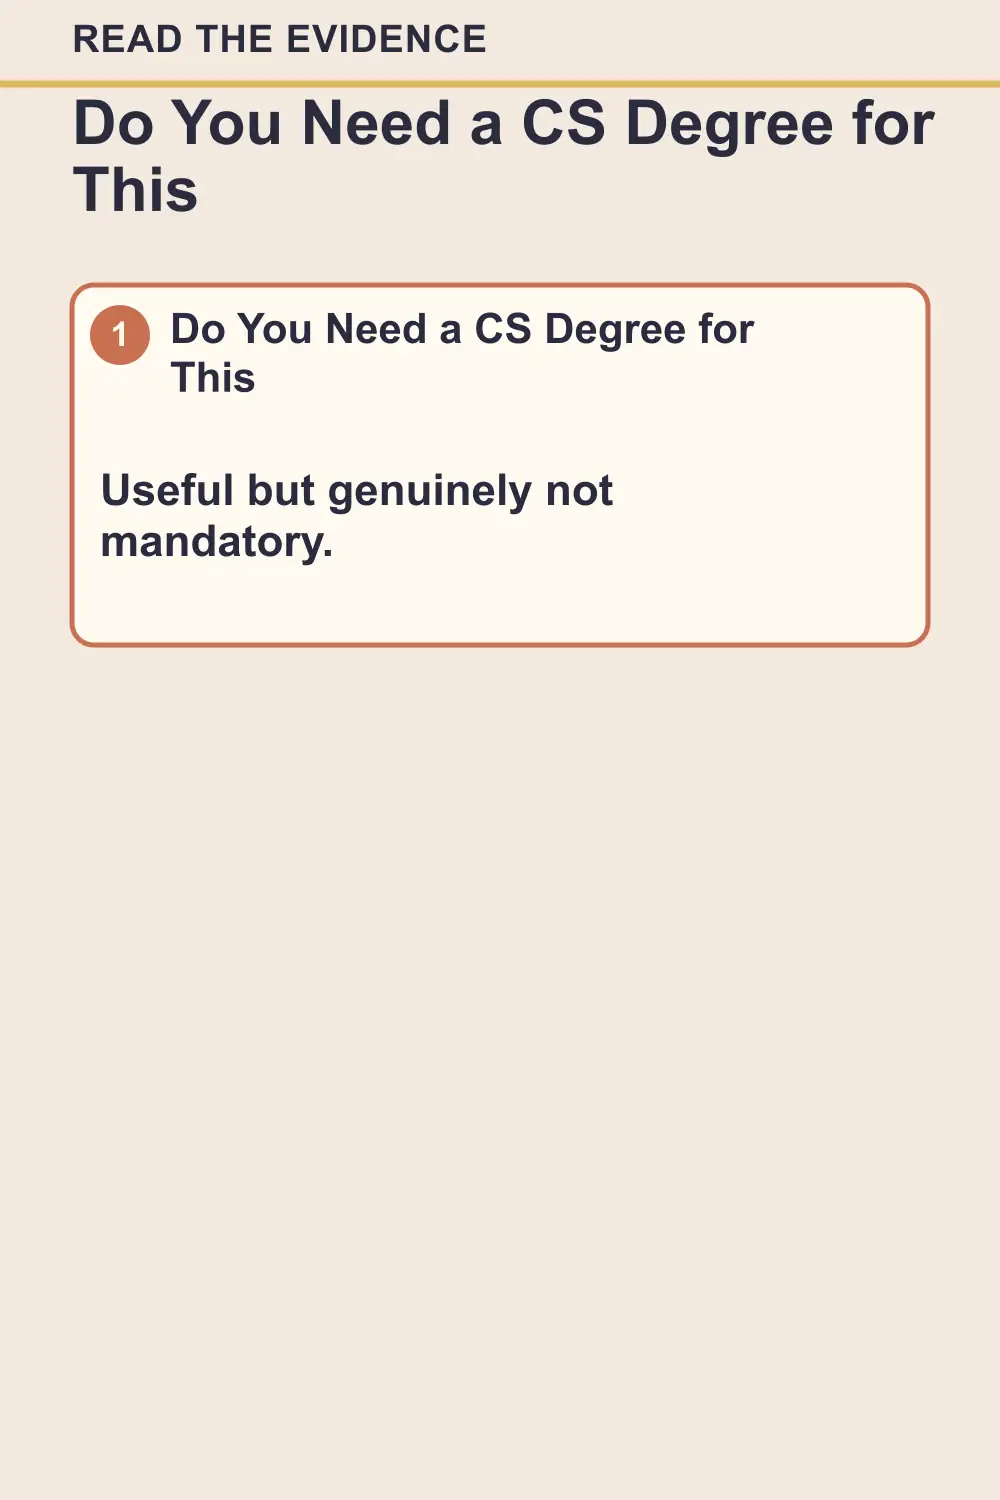 READ THE EVIDENCE
Do You Need a CS Degree for
This
1
Do You Need a CS Degree for
This
Useful but genuinely not
mandatory.